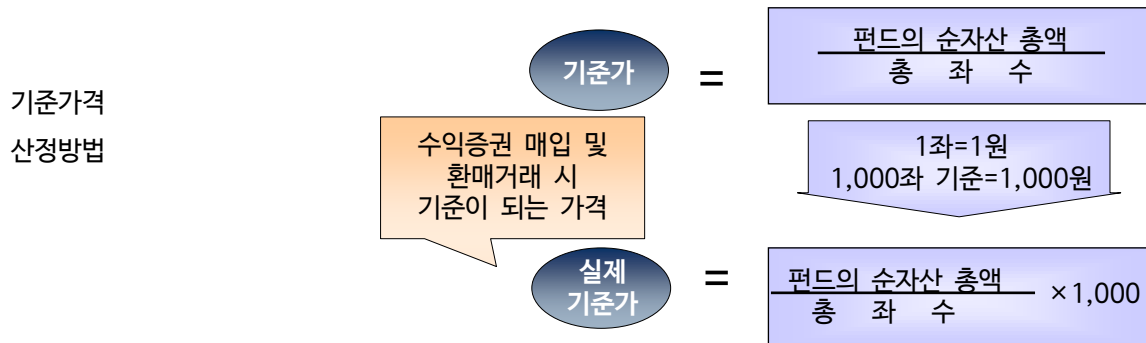 기준가격
산정방법
기준가
=
펀드의 순자산 총액
총 좌 수
수익증권 매입 및
환매거래 시
기준이 되는 가격
1좌=1원
1,000좌 기준=1,000원
실제
기준가
=
펀드의 순자산 총액
총 좌 수
×1,000